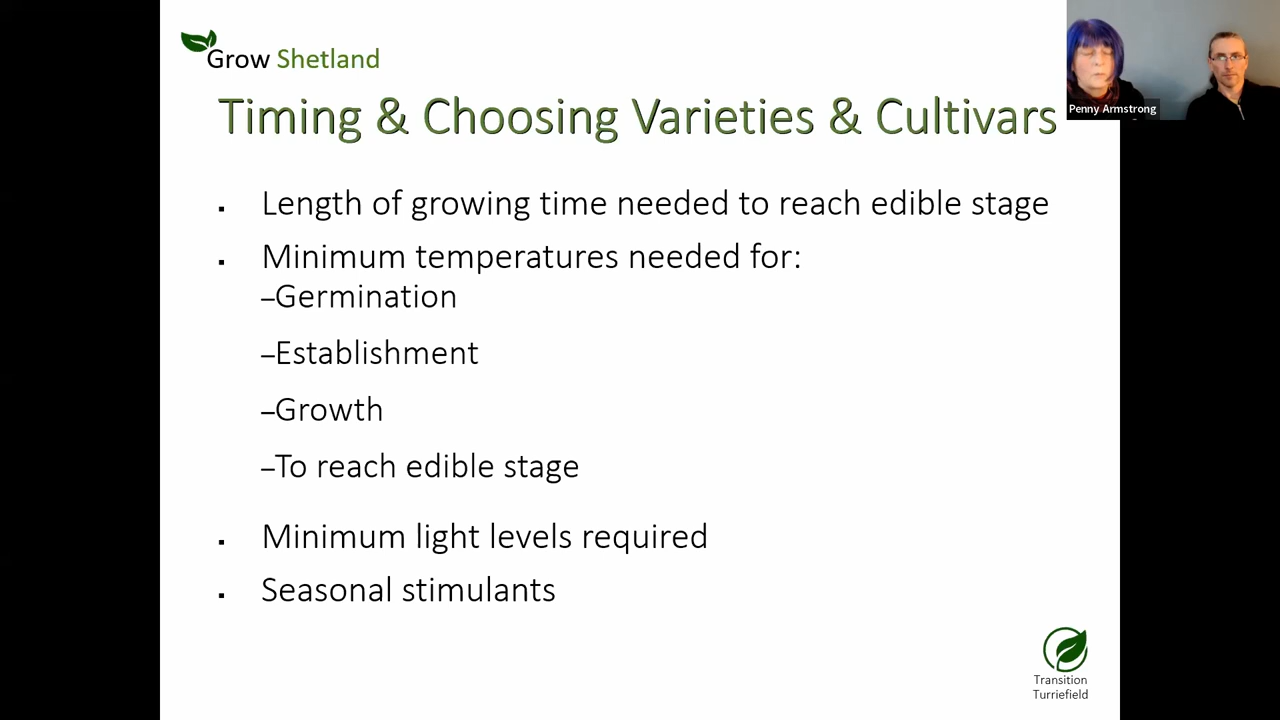 Grow Shetland
Timing & Choosing Varieties & Cultivars
Penny Armstrong
▪ Length of growing time needed to reach edible stage
▪ Minimum temperatures needed for:
–Germination
–Establishment
–Growth
–To reach edible stage
▪ Minimum light levels required
▪ Seasonal stimulants
Transition
Turriefield